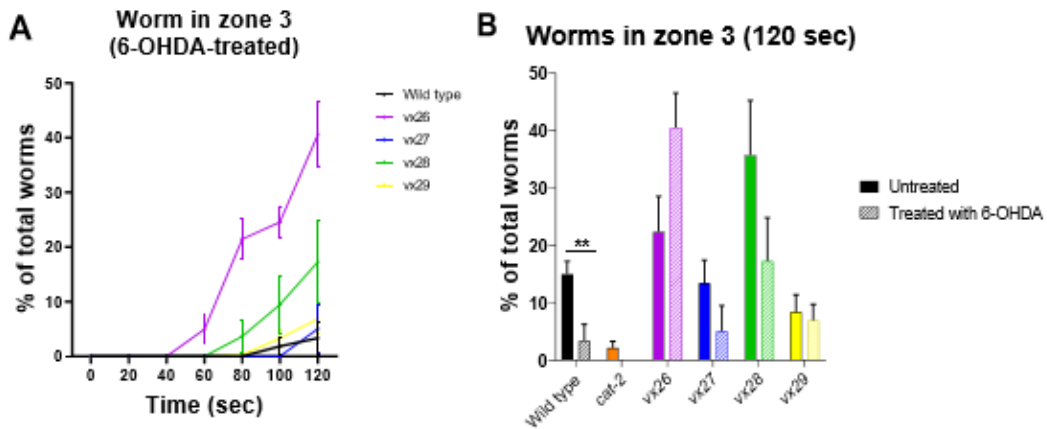 A
Worm in zone 3
(6-OHDA-treated)
% of total worms
50
40
30
20
10
0
0 20 40 60 80 100 120
Time (sec)
Wild type
vx26
vx27
vx28
vx29
B
Worms in zone 3 (120 sec)
% of total worms
50
40
30
20
10
0
**
Wild type
cat-2
vx26
vx27
vx28
vx29
Untreated
Treated with 6-OHDA